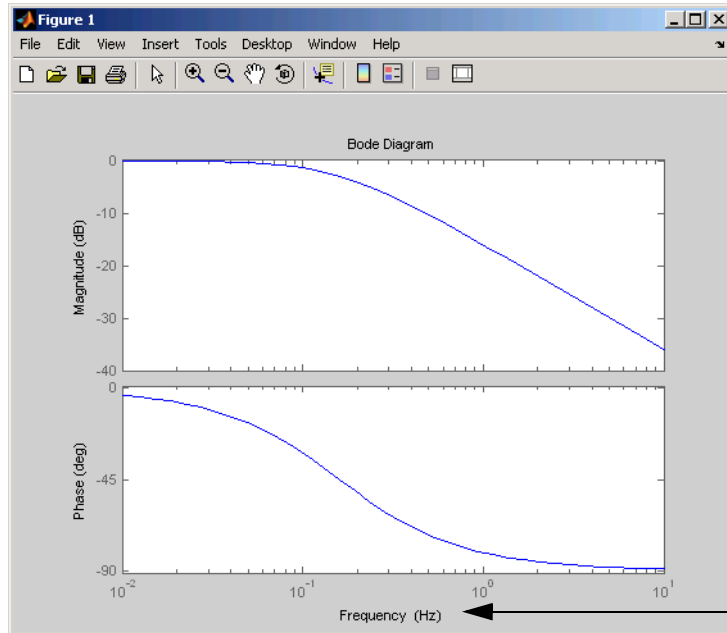 Figure 1
File Edit View Insert Tools Desktop Window Help
Bode Diagram
0
-10
-20
-30
-40
Magnitude (dB)
0
-45
-90
Phase (deg)
10^-2 10^-1 10^0 10^1
Frequency (Hz)